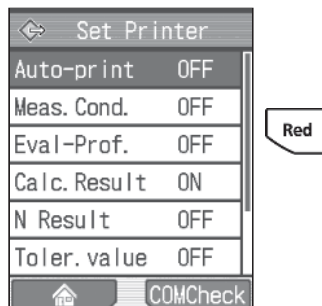 Set Printer
Auto-print OFF
Meas. Cond. OFF
Eval-Prof. OFF
Calc. Result ON
N Result OFF
Toler. value OFF
COMCheck
Red